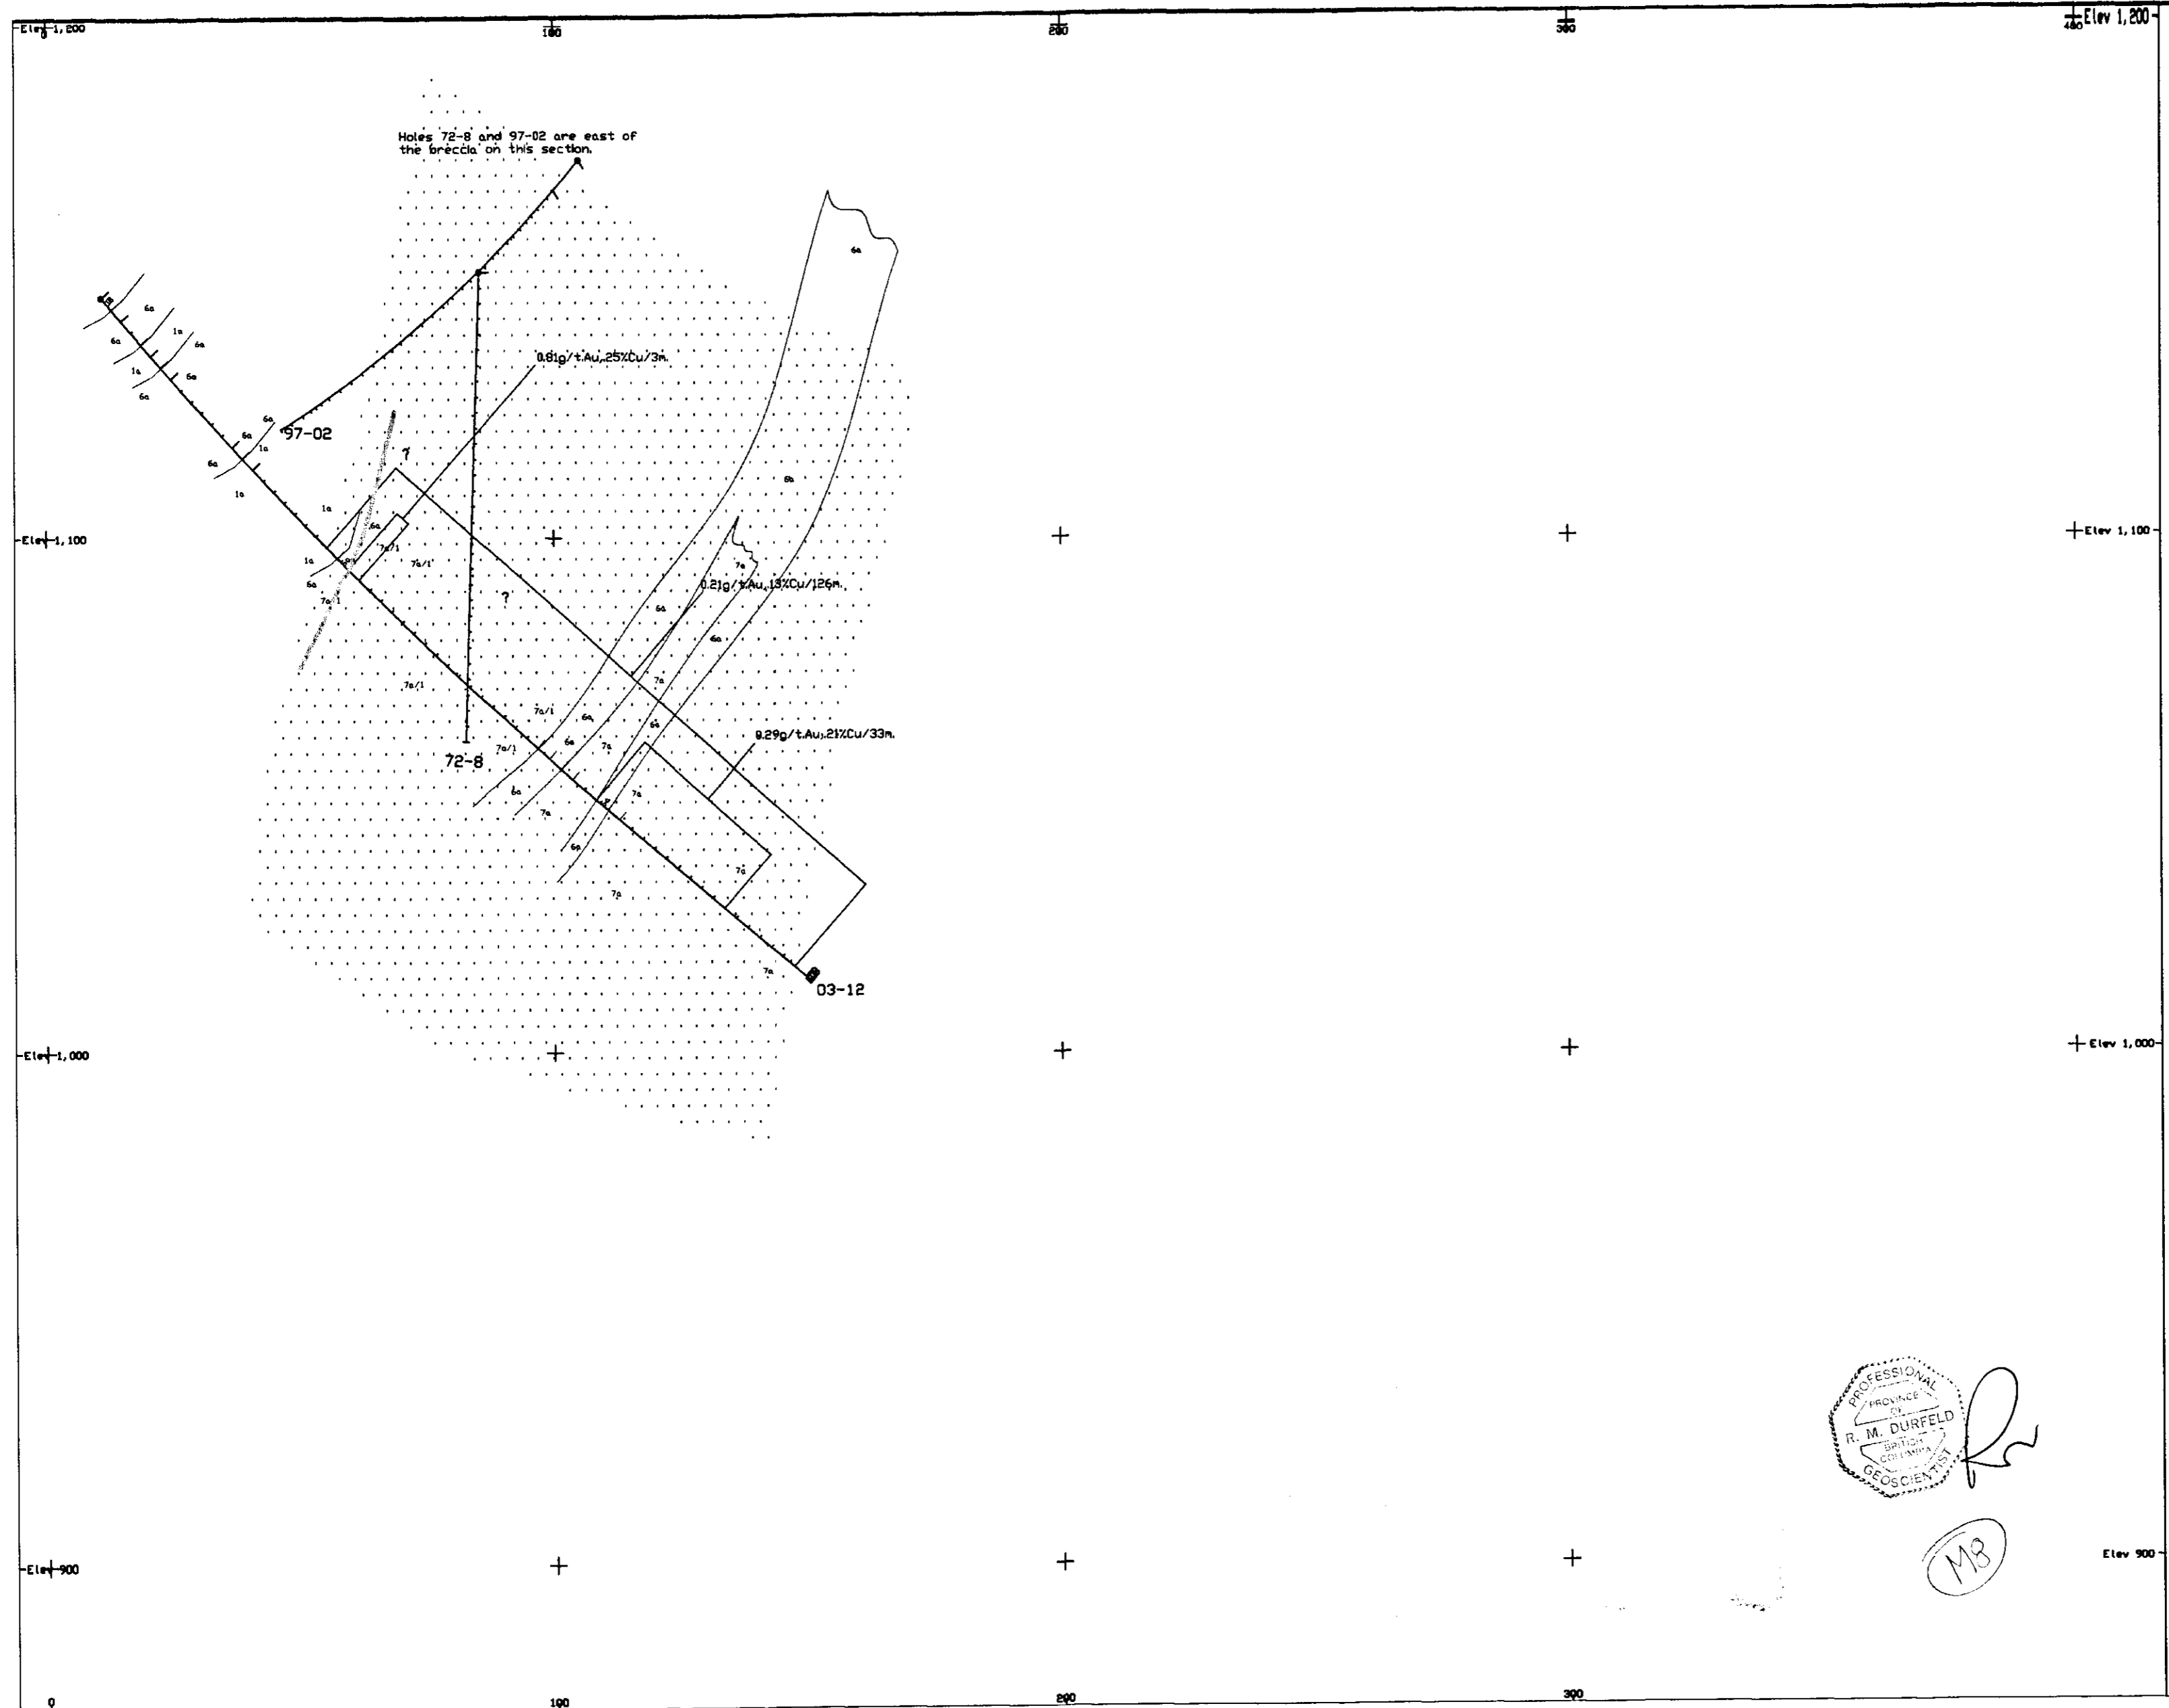 Elev 1,200
0
100
200
300
400
Elev 1,200
Holes 72-8 and 97-02 are east of
the breccia on this section.
6a
6a
1a
6a
6a
1a
6a
6a
0.81g/t.Au,.25%Cu/3m.
6a
6a
97-02
1a
6a
?
1a
6b
1a
6a
Elev 1,100
Elev 1,100
7a/1
1a
7a/1
7a
6a
0.21g/t.Au,.13%Cu/126m.
?
7a/1
6a
6a
7a
7a/1
7a/1
6a
6a
0.29g/t.Au,.21%Cu/33m.
6a
7a
7a/1
72-8
6a
7a
7a
6a
7a
7a
7a
03-12
Elev 1,000
Elev 1,000
PROFESSIONAL
PROVINCE
OF
R. M. DURFELD
BRITISH
COLUMBIA
GEOSCIENTIST
M8
Elev 900
Elev 900
0
100
200
300